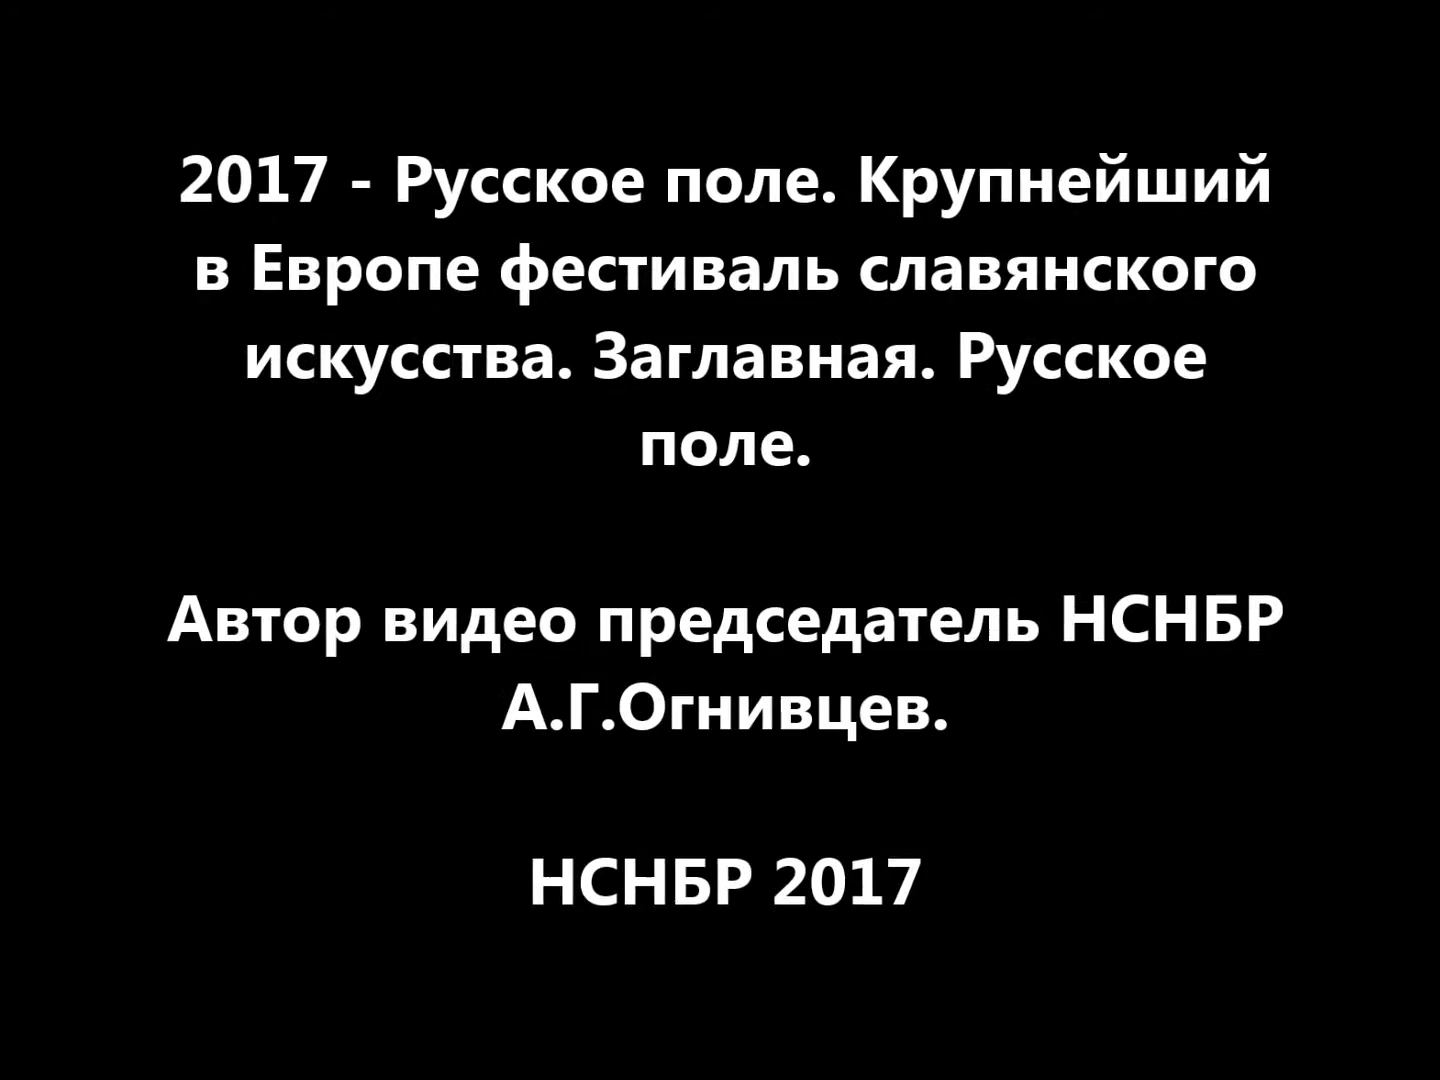 2017 - Русское поле. Крупнейший
в Европе фестиваль славянского
искусства. Заглавная. Русское
поле.
Автор видео председатель НСНБР
А.Г.Огнивцев.
НСНБР 2017